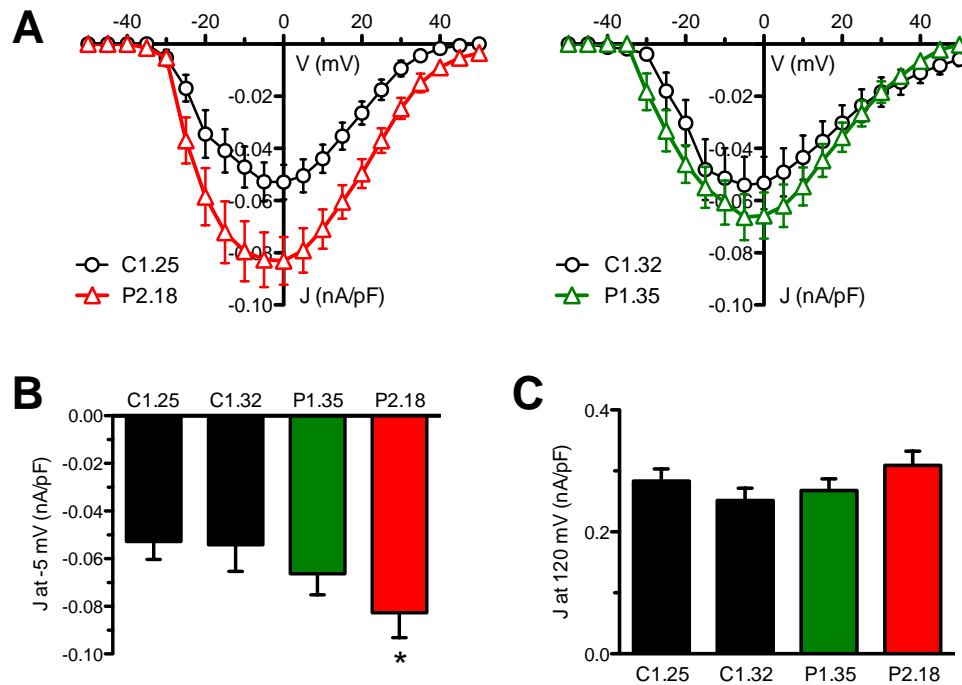 A
-40 -20 0 20 40
V (mV)
-0.02
-0.04
-0.06
-0.08
-0.10
J (nA/pF)
C1.25
P2.18
-40 -20 0 20 40
V (mV)
-0.02
-0.04
-0.06
-0.08
-0.10
J (nA/pF)
C1.32
P1.35
B
C1.25 C1.32 P1.35 P2.18
0.00
-0.02
-0.04
-0.06
-0.08
-0.10
J at -5 mV (nA/pF)
*
C
0.4
0.2
0.0
J at 120 mV (nA/pF)
C1.25 C1.32 P1.35 P2.18